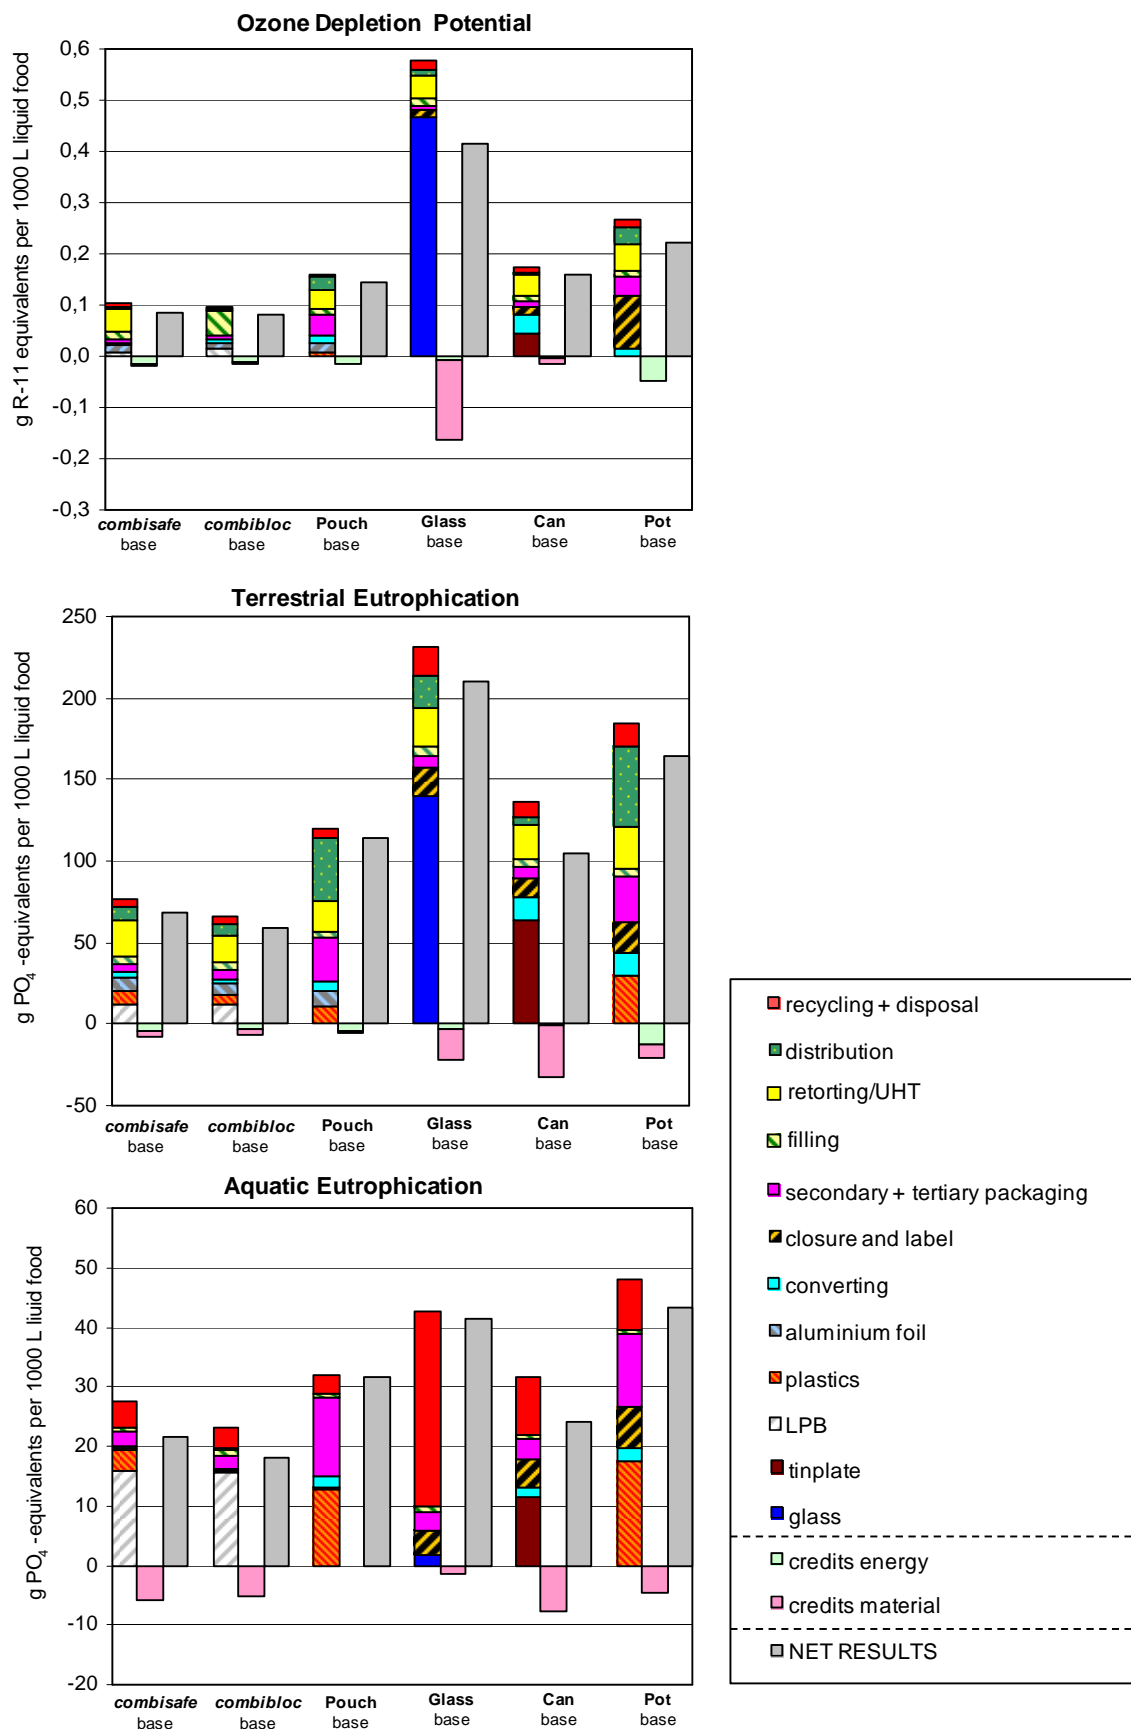 Ozone Depletion Potential
g R-11 equivalents per 1000 L liquid food
0,6
0,5
0,4
0,3
0,2
0,1
0,0
-0,1
-0,2
-0,3
combisafe combibloc Pouch Glass Can Pot
base base base base base base
Terrestrial Eutrophication
g PO4 -equivalents per 1000 L liquid food
250
200
150
100
50
0
-50
combisafe combibloc Pouch Glass Can Pot
base base base base base base
Aquatic Eutrophication
g PO4 -equivalents per 1000 L liuid food
60
50
40
30
20
10
0
-10
-20
combisafe combibloc Pouch Glass Can Pot
base base base base base base
recycling + disposal
distribution
retorting/UHT
filling
secondary + tertiary packaging
closure and label
converting
aluminium foil
plastics
LPB
tinplate
glass
credits energy
credits material
NET RESULTS